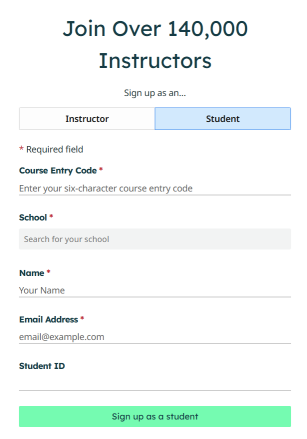 Join Over 140,000
Instructors
Sign up as an...
Instructor
Student
* Required field
Course Entry Code *
Enter your six-character course entry code
School *
Search for your school
Name *
Your Name
Email Address *
email@example.com
Student ID
Sign up as a student